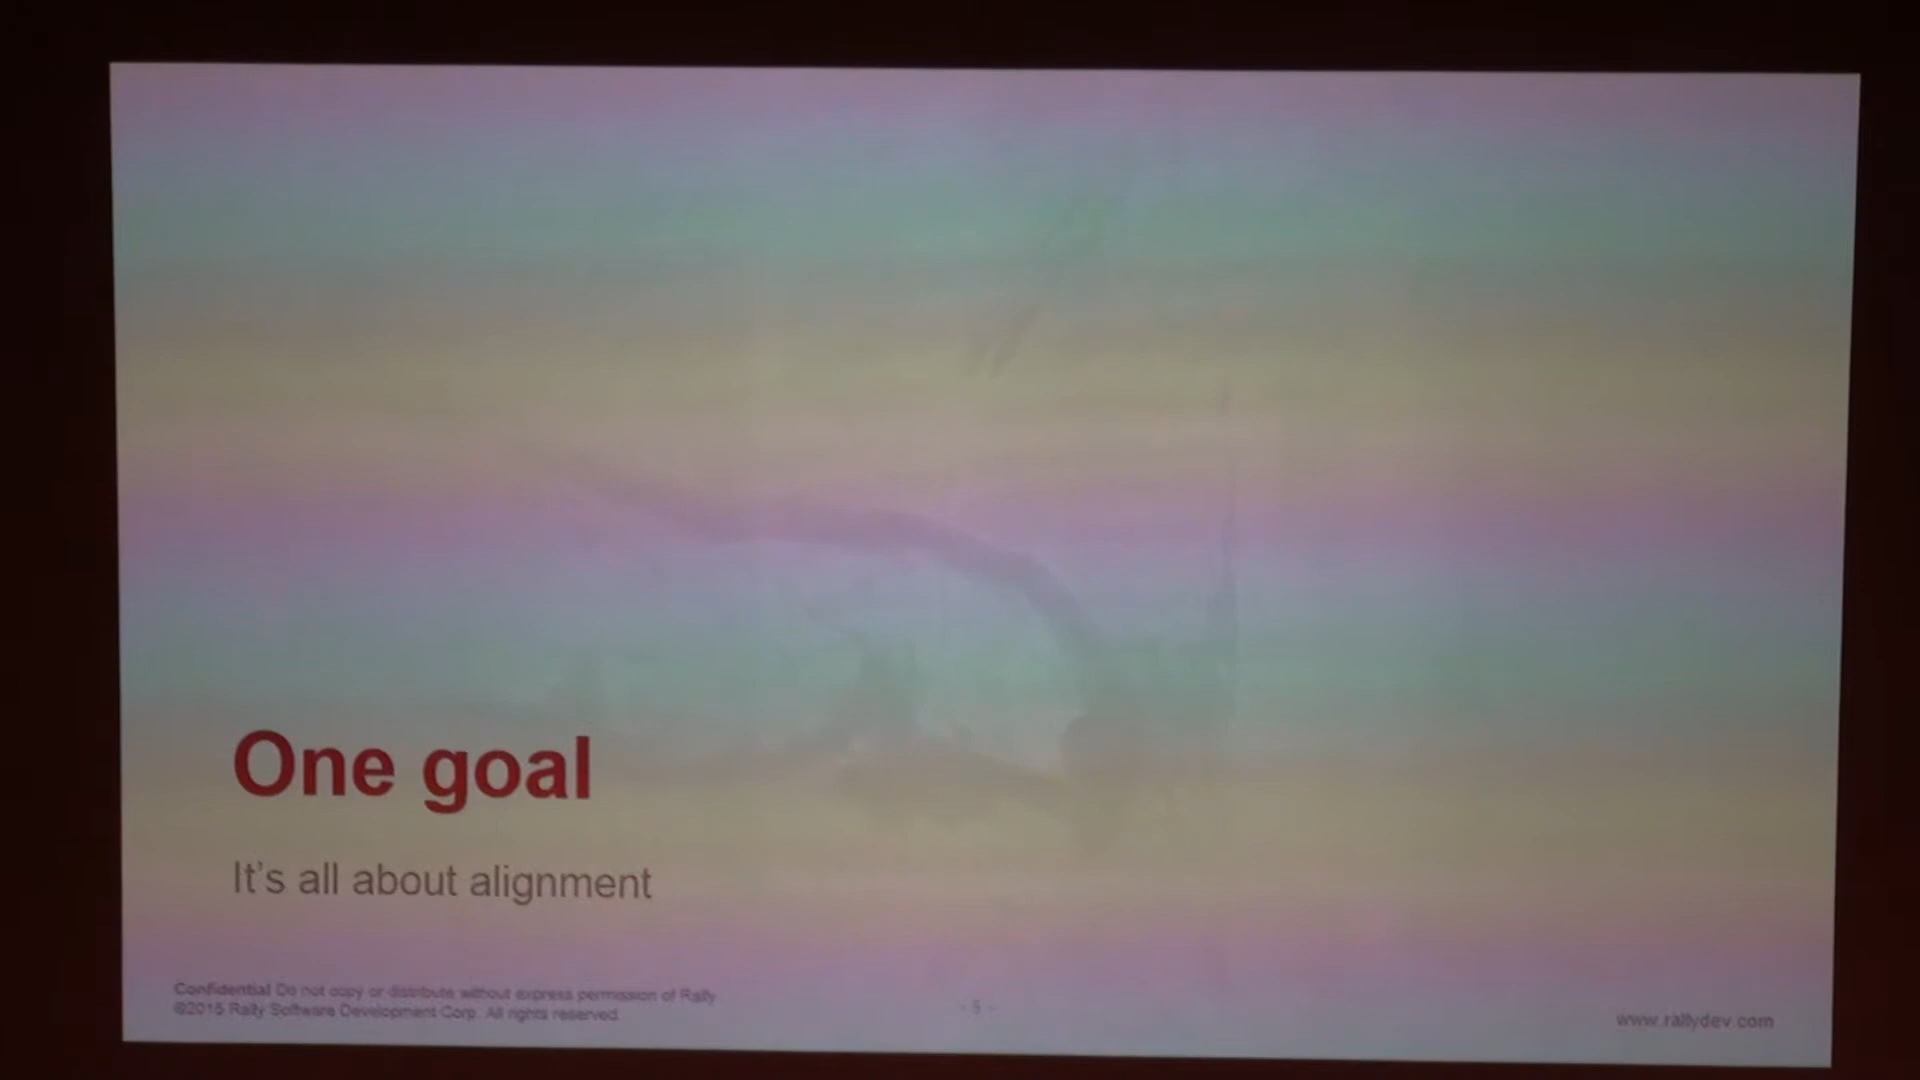 One goal
It's all about alignment
Confidential Do not copy or distribute without express permission of Rally
©2015 Rally Software Development Corp. All rights reserved.
- 5 -
www.rallydev.com